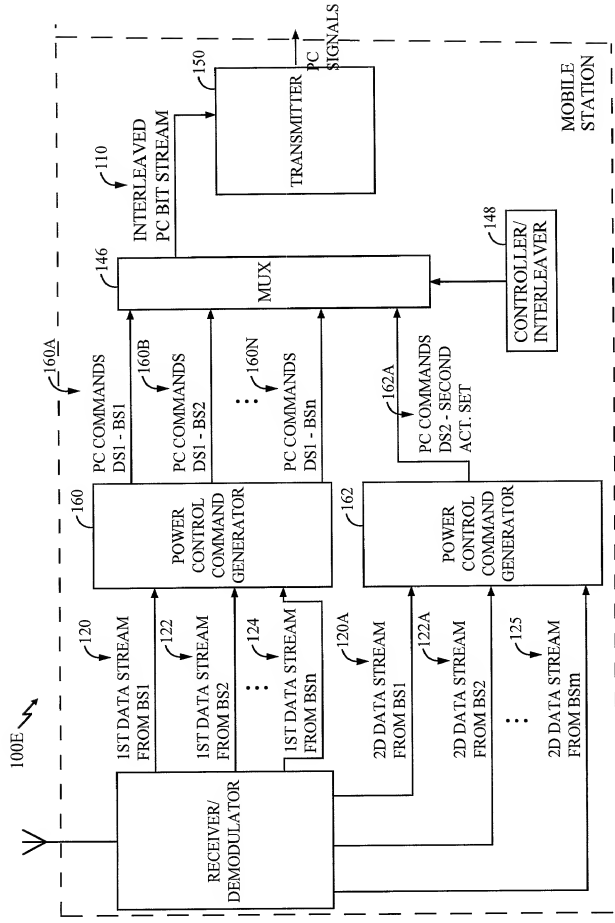 100E
RECEIVER/
DEMODULATOR
120
1ST DATA STREAM
FROM BS1
122
1ST DATA STREAM
FROM BS2
124
1ST DATA STREAM
FROM BSn
120A
2D DATA STREAM
FROM BS1
122A
2D DATA STREAM
FROM BS2
125
2D DATA STREAM
FROM BSm
160
POWER
CONTROL
COMMAND
GENERATOR
162
POWER
CONTROL
COMMAND
GENERATOR
160A
PC COMMANDS
DS1 - BS1
160B
PC COMMANDS
DS1 - BS2
160N
PC COMMANDS
DS1 - BSn
162A
PC COMMANDS
DS2 - SECOND
ACT. SET
146
MUX
148
CONTROLLER/
INTERLEAVER
110
INTERLEAVED
PC BIT STREAM
150
TRANSMITTER
PC
SIGNALS
MOBILE
STATION